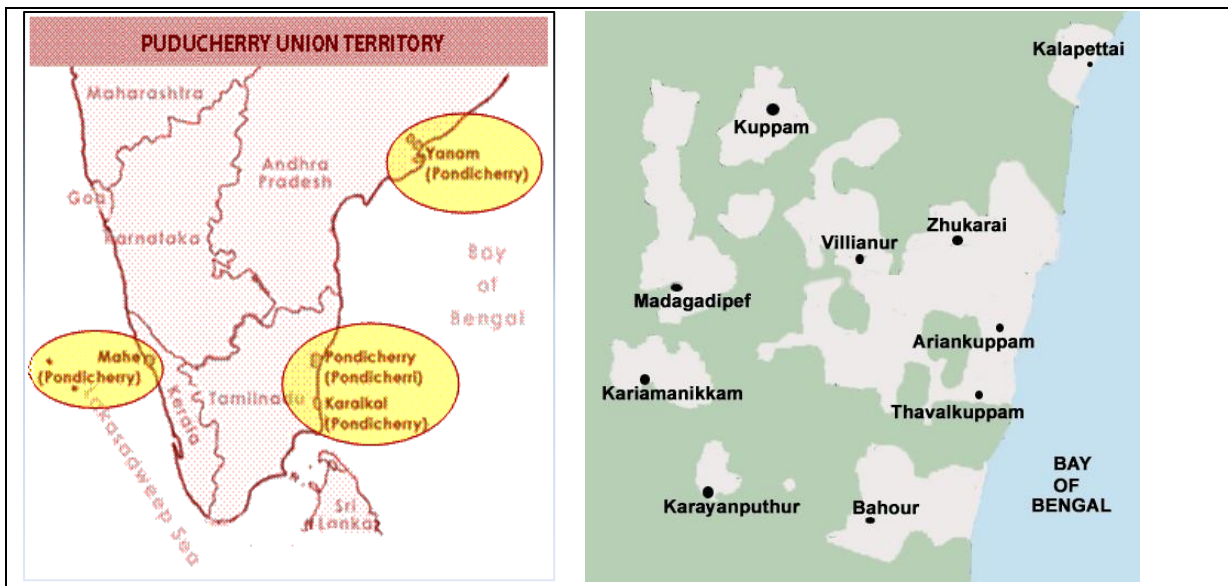 PUDUCHERRY UNION TERRITORY
Maharashtra
Andhra
Pradesh
Yanam
(Pondicherry)
Goa
Karnataka
Bay
of
Bengal
Mahe
(Pondicherry)
Pondicherry
(Pondicherri)
Karaikal
(Pondicherry)
Kerala
Tamilnadu
Lakasagweep Sea
Sri
Lanka
Kalapettai
Kuppam
Zhukarai
Villianur
Madagadipef
Ariankuppam
Kariamanikkam
Thavalkuppam
Karayanputhur
Bahour
BAY
OF
BENGAL